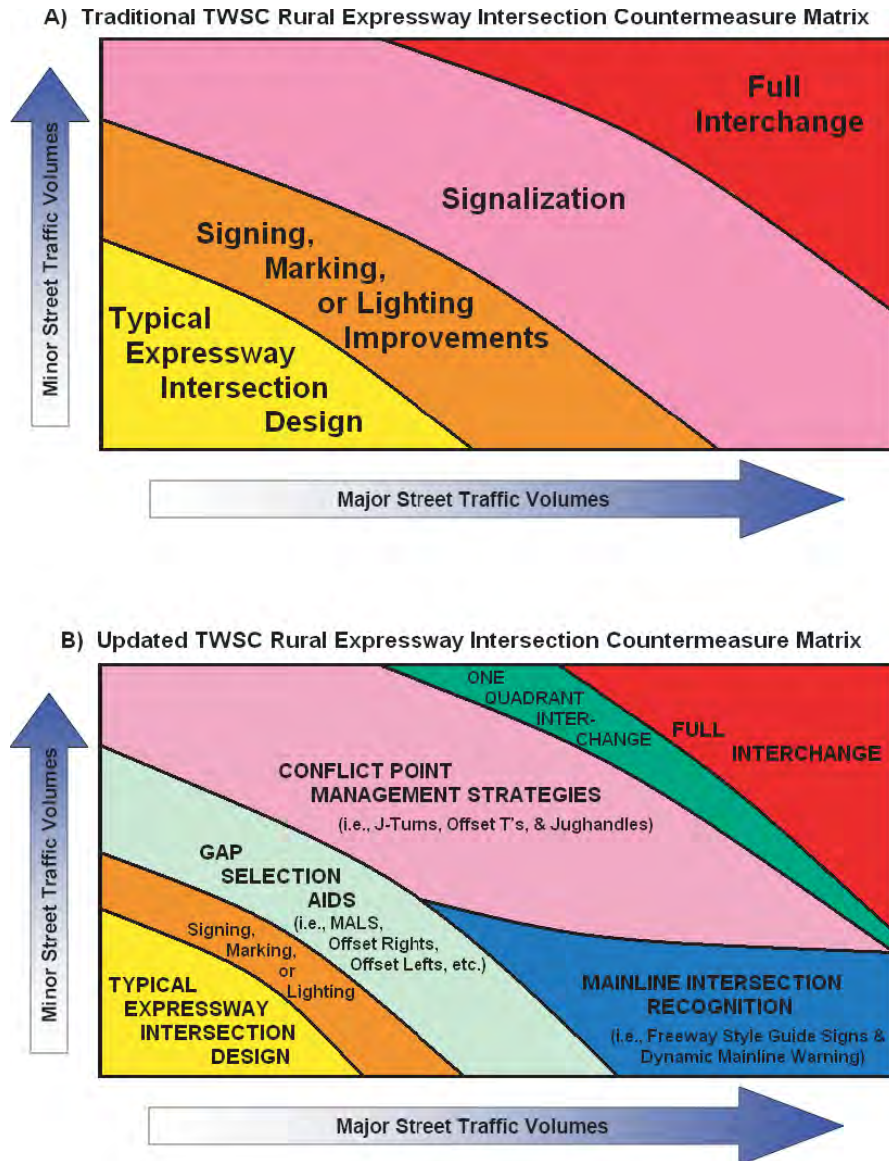 A) Traditional TWSC Rural Expressway Intersection Countermeasure Matrix
Minor Street Traffic Volumes
Full
Interchange
Signalization
Signing,
Marking,
or Lighting
Improvements
Typical
Expressway
Intersection
Design
Major Street Traffic Volumes
B) Updated TWSC Rural Expressway Intersection Countermeasure Matrix
Minor Street Traffic Volumes
ONE
QUADRANT
INTER-
CHANGE
FULL
INTERCHANGE
CONFLICT POINT
MANAGEMENT STRATEGIES
(i.e., J-Turns, Offset T's, & Jughandles)
GAP
SELECTION
AIDS
(i.e., MALS,
Offset Rights,
Offset Lefts, etc.)
Signing,
Marking,
or
Lighting
TYPICAL
EXPRESSWAY
INTERSECTION
DESIGN
MAINLINE INTERSECTION
RECOGNITION
(i.e., Freeway Style Guide Signs &
Dynamic Mainline Warning)
Major Street Traffic Volumes